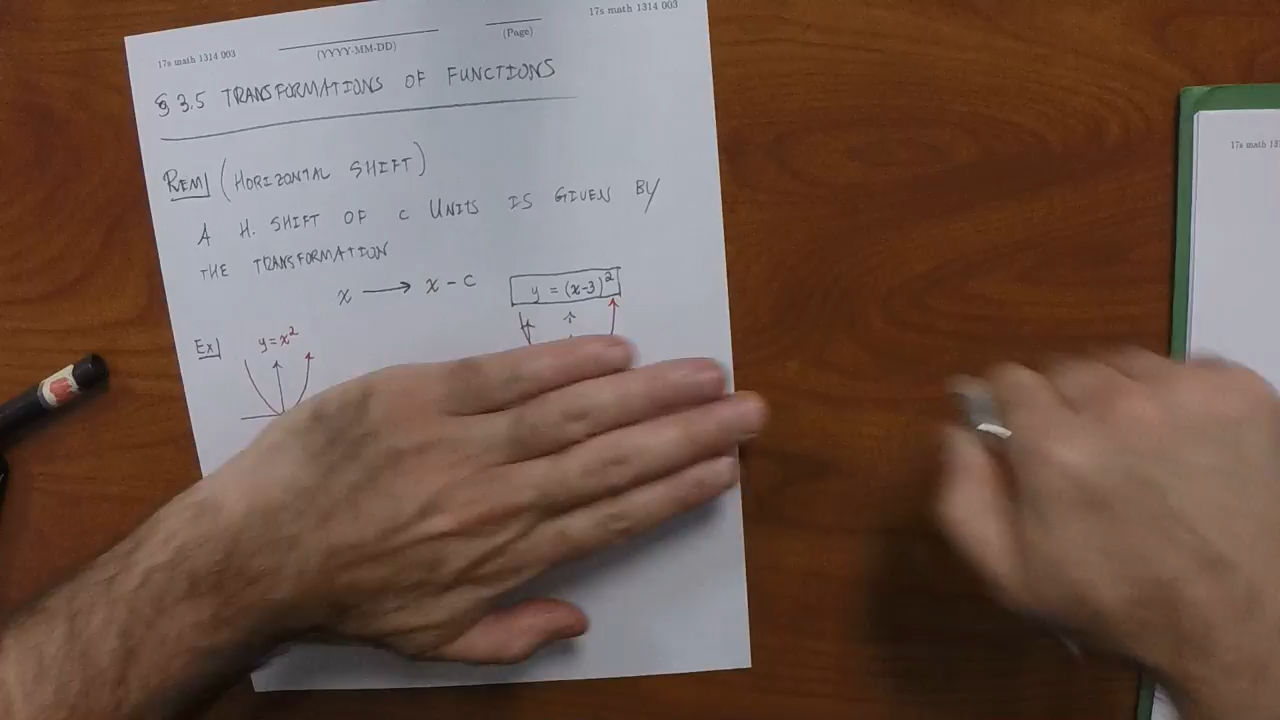 17s math 1314 003
(YYYY-MM-DD)
(Page)
17s math 1314 003
§ 3.5 TRANSFORMATIONS OF FUNCTIONS
REM (HORIZONTAL SHIFT)
A H. SHIFT OF C UNITS IS GIVEN BY
THE TRANSFORMATION
x → x - c
y = (x-3)²
Ex
y = x²
17s math 131